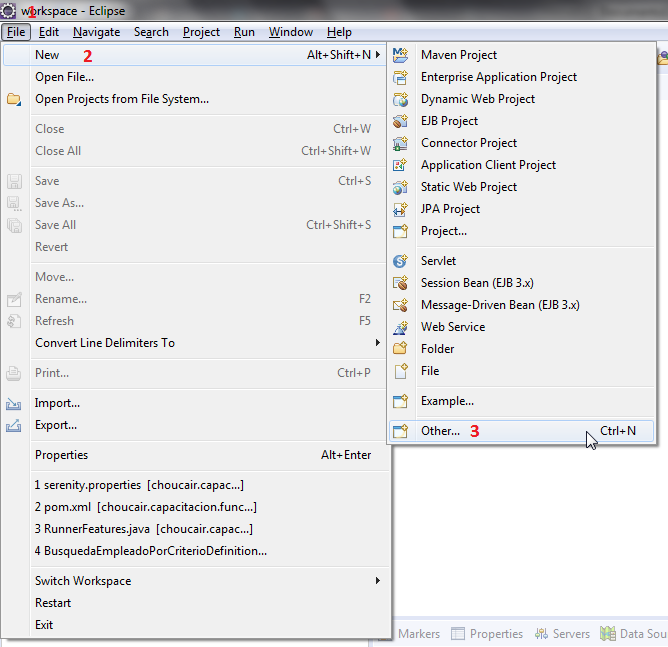 workspace - Eclipse
1
File Edit Navigate Search Project Run Window Help
New 2 Alt+Shift+N
Open File...
Open Projects from File System...
Close Ctrl+W
Close All Ctrl+Shift+W
Save Ctrl+S
Save As...
Save All Ctrl+Shift+S
Revert
Move...
Rename... F2
Refresh F5
Convert Line Delimiters To
Print... Ctrl+P
Import...
Export...
Properties Alt+Enter
1 serenity.properties [choucair.capac...]
2 pom.xml [choucair.capacitacion.func...]
3 RunnerFeatures.java [choucair.capac...]
4 BusquedaEmpleadoPorCriterioDefinition...
Switch Workspace
Restart
Exit
Maven Project
Enterprise Application Project
Dynamic Web Project
EJB Project
Connector Project
Application Client Project
Static Web Project
JPA Project
Project...
Servlet
Session Bean (EJB 3.x)
Message-Driven Bean (EJB 3.x)
Web Service
Folder
File
Example...
Other... 3 Ctrl+N
Markers Properties Servers Data Sou